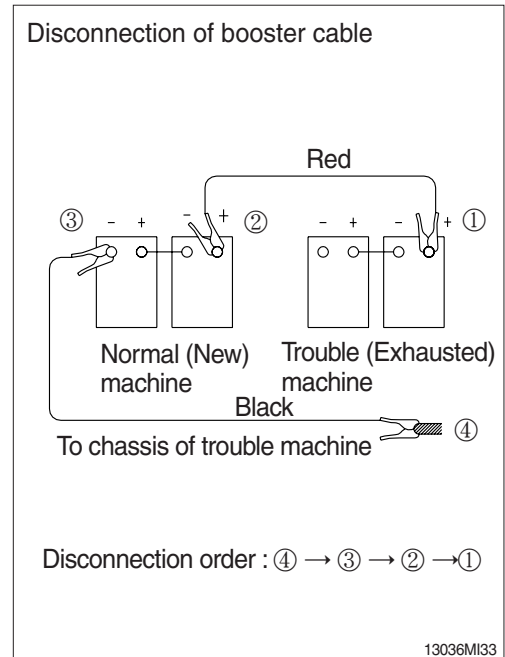 Disconnection of booster cable
Red
③ - + - + ② - + - + ①
Normal (New)
machine
Trouble (Exhausted)
machine
Black
To chassis of trouble machine ④
Disconnection order : ④ → ③ → ② →①
13036MI33